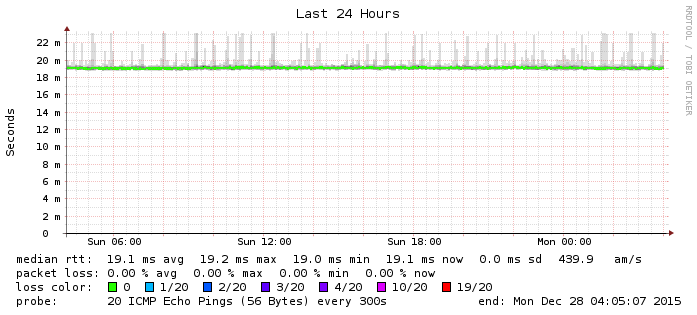 Last 24 Hours
RRDTOOL / TOBI OETIKER
Seconds
22 m
20 m
18 m
16 m
14 m
12 m
10 m
8 m
6 m
4 m
2 m
0
Sun 06:00 Sun 12:00 Sun 18:00 Mon 00:00
median rtt: 19.1 ms avg 19.2 ms max 19.0 ms min 19.1 ms now 0.0 ms sd 439.9 am/s
packet loss: 0.00 % avg 0.00 % max 0.00 % min 0.00 % now
loss color: 0 1/20 2/20 3/20 4/20 10/20 19/20
probe: 20 ICMP Echo Pings (56 Bytes) every 300s end: Mon Dec 28 04:05:07 2015